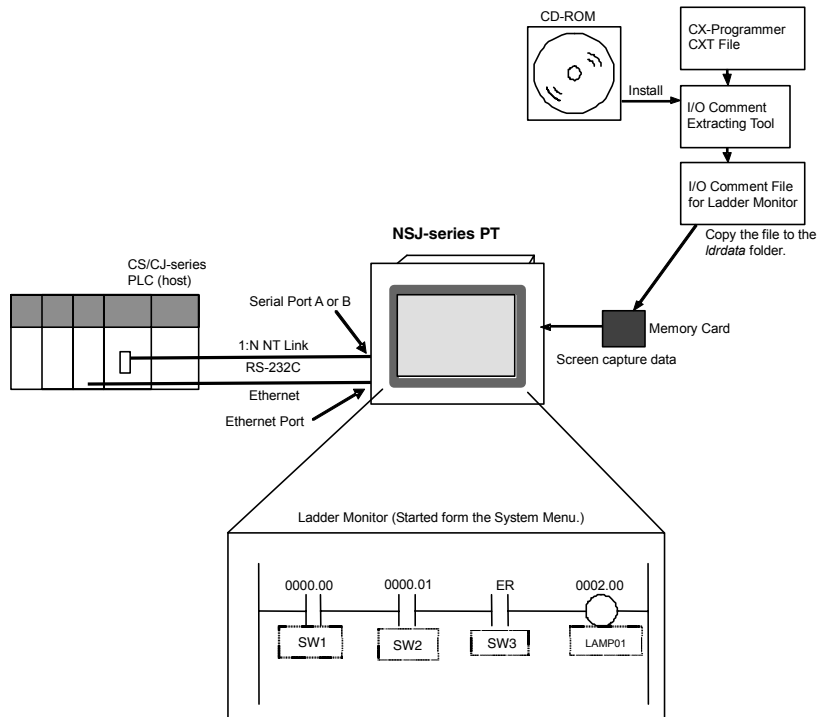 CD-ROM
CX-Programmer
CXT File
Install
I/O Comment
Extracting Tool
I/O Comment File
for Ladder Monitor
Copy the file to the
ldrdata folder.
NSJ-series PT
CS/CJ-series
PLC (host)
Serial Port A or B
Memory Card
1:N NT Link
Screen capture data
RS-232C
Ethernet
Ethernet Port
Ladder Monitor (Started form the System Menu.)
0000.00 0000.01 ER 0002.00
SW1 SW2 SW3 LAMP01